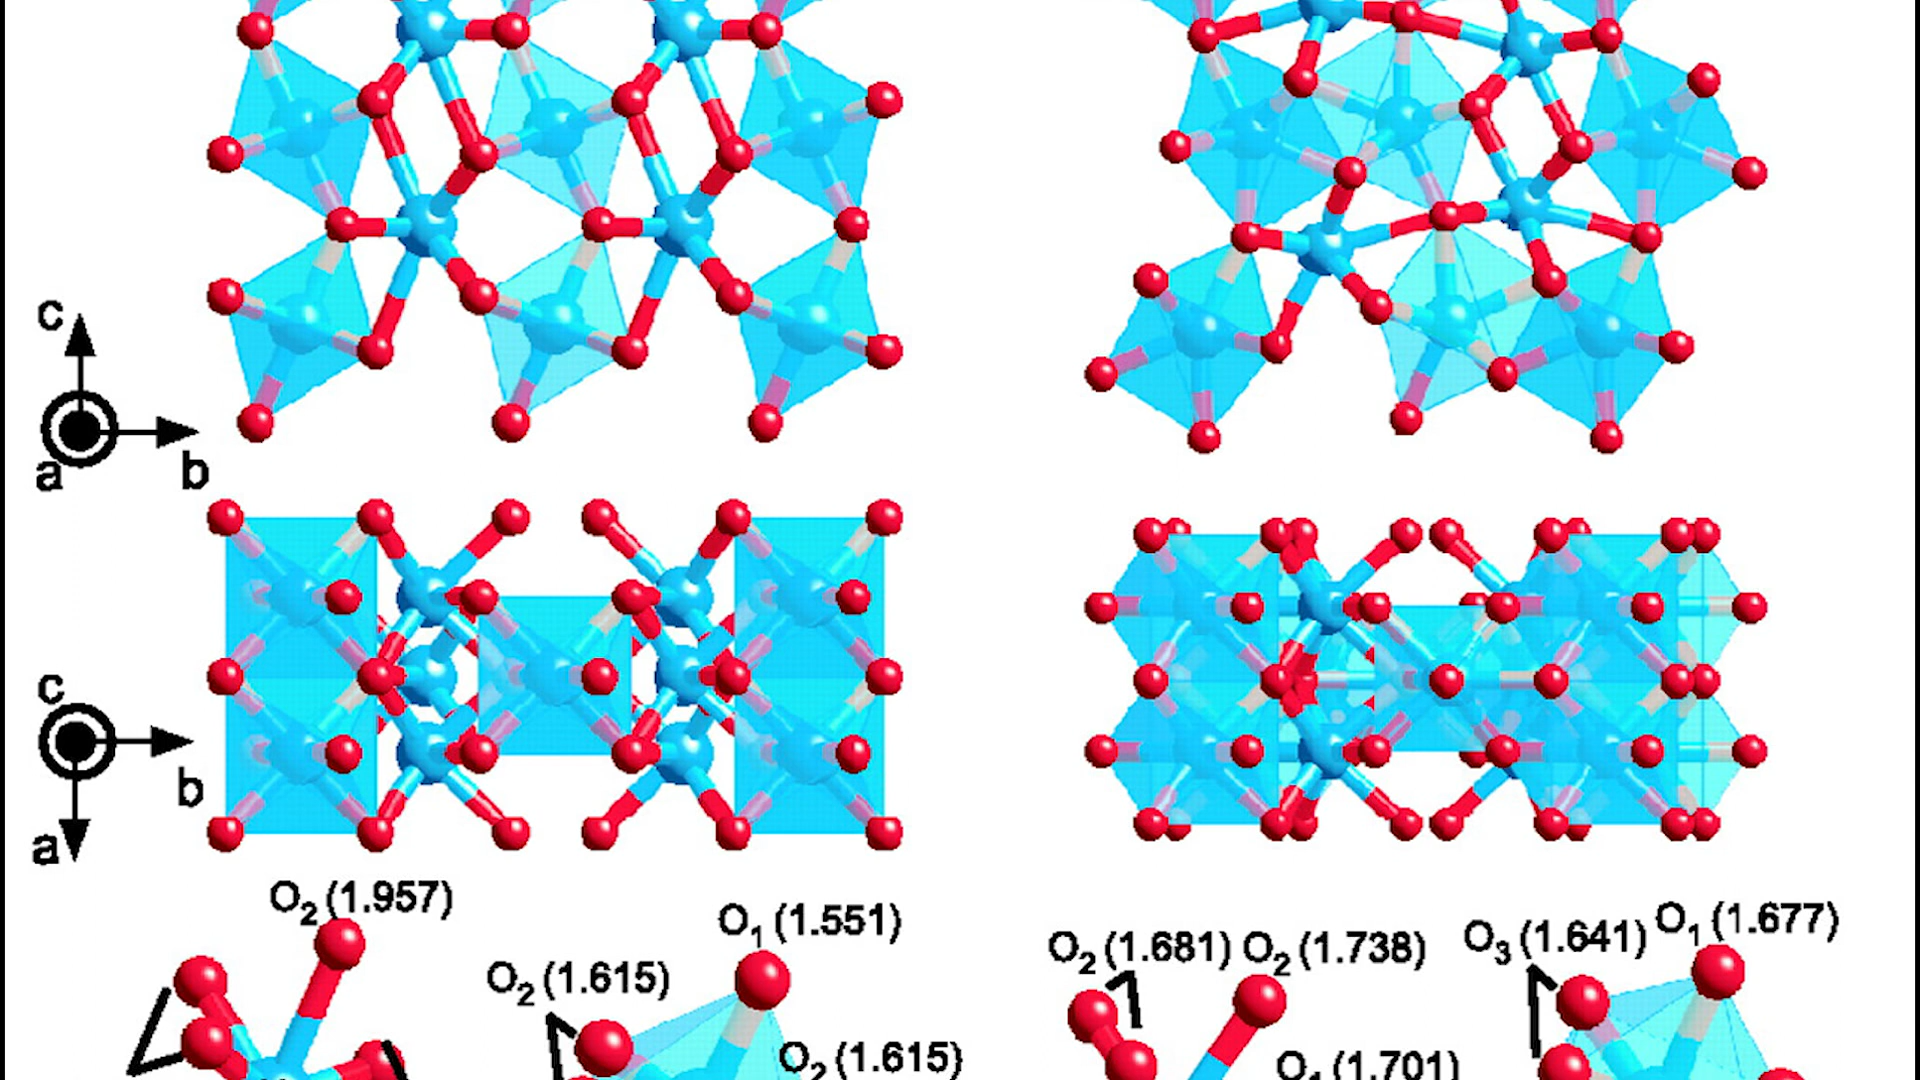 c
a
b
c
b
a
O2 (1.957)
O1 (1.551)
O2 (1.615)
O2 (1.615)
O2 (1.681)
O2 (1.738)
O3 (1.641)
O1 (1.677)
(1.701)